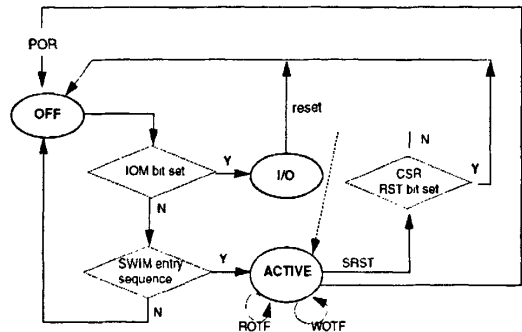 POR
OFF
reset
IOM bit set
Y
I/O
N
CSR
RST bit set
Y
N
SWIM entry
sequence
Y
ACTIVE
SRST
N
ROTF
WOTF